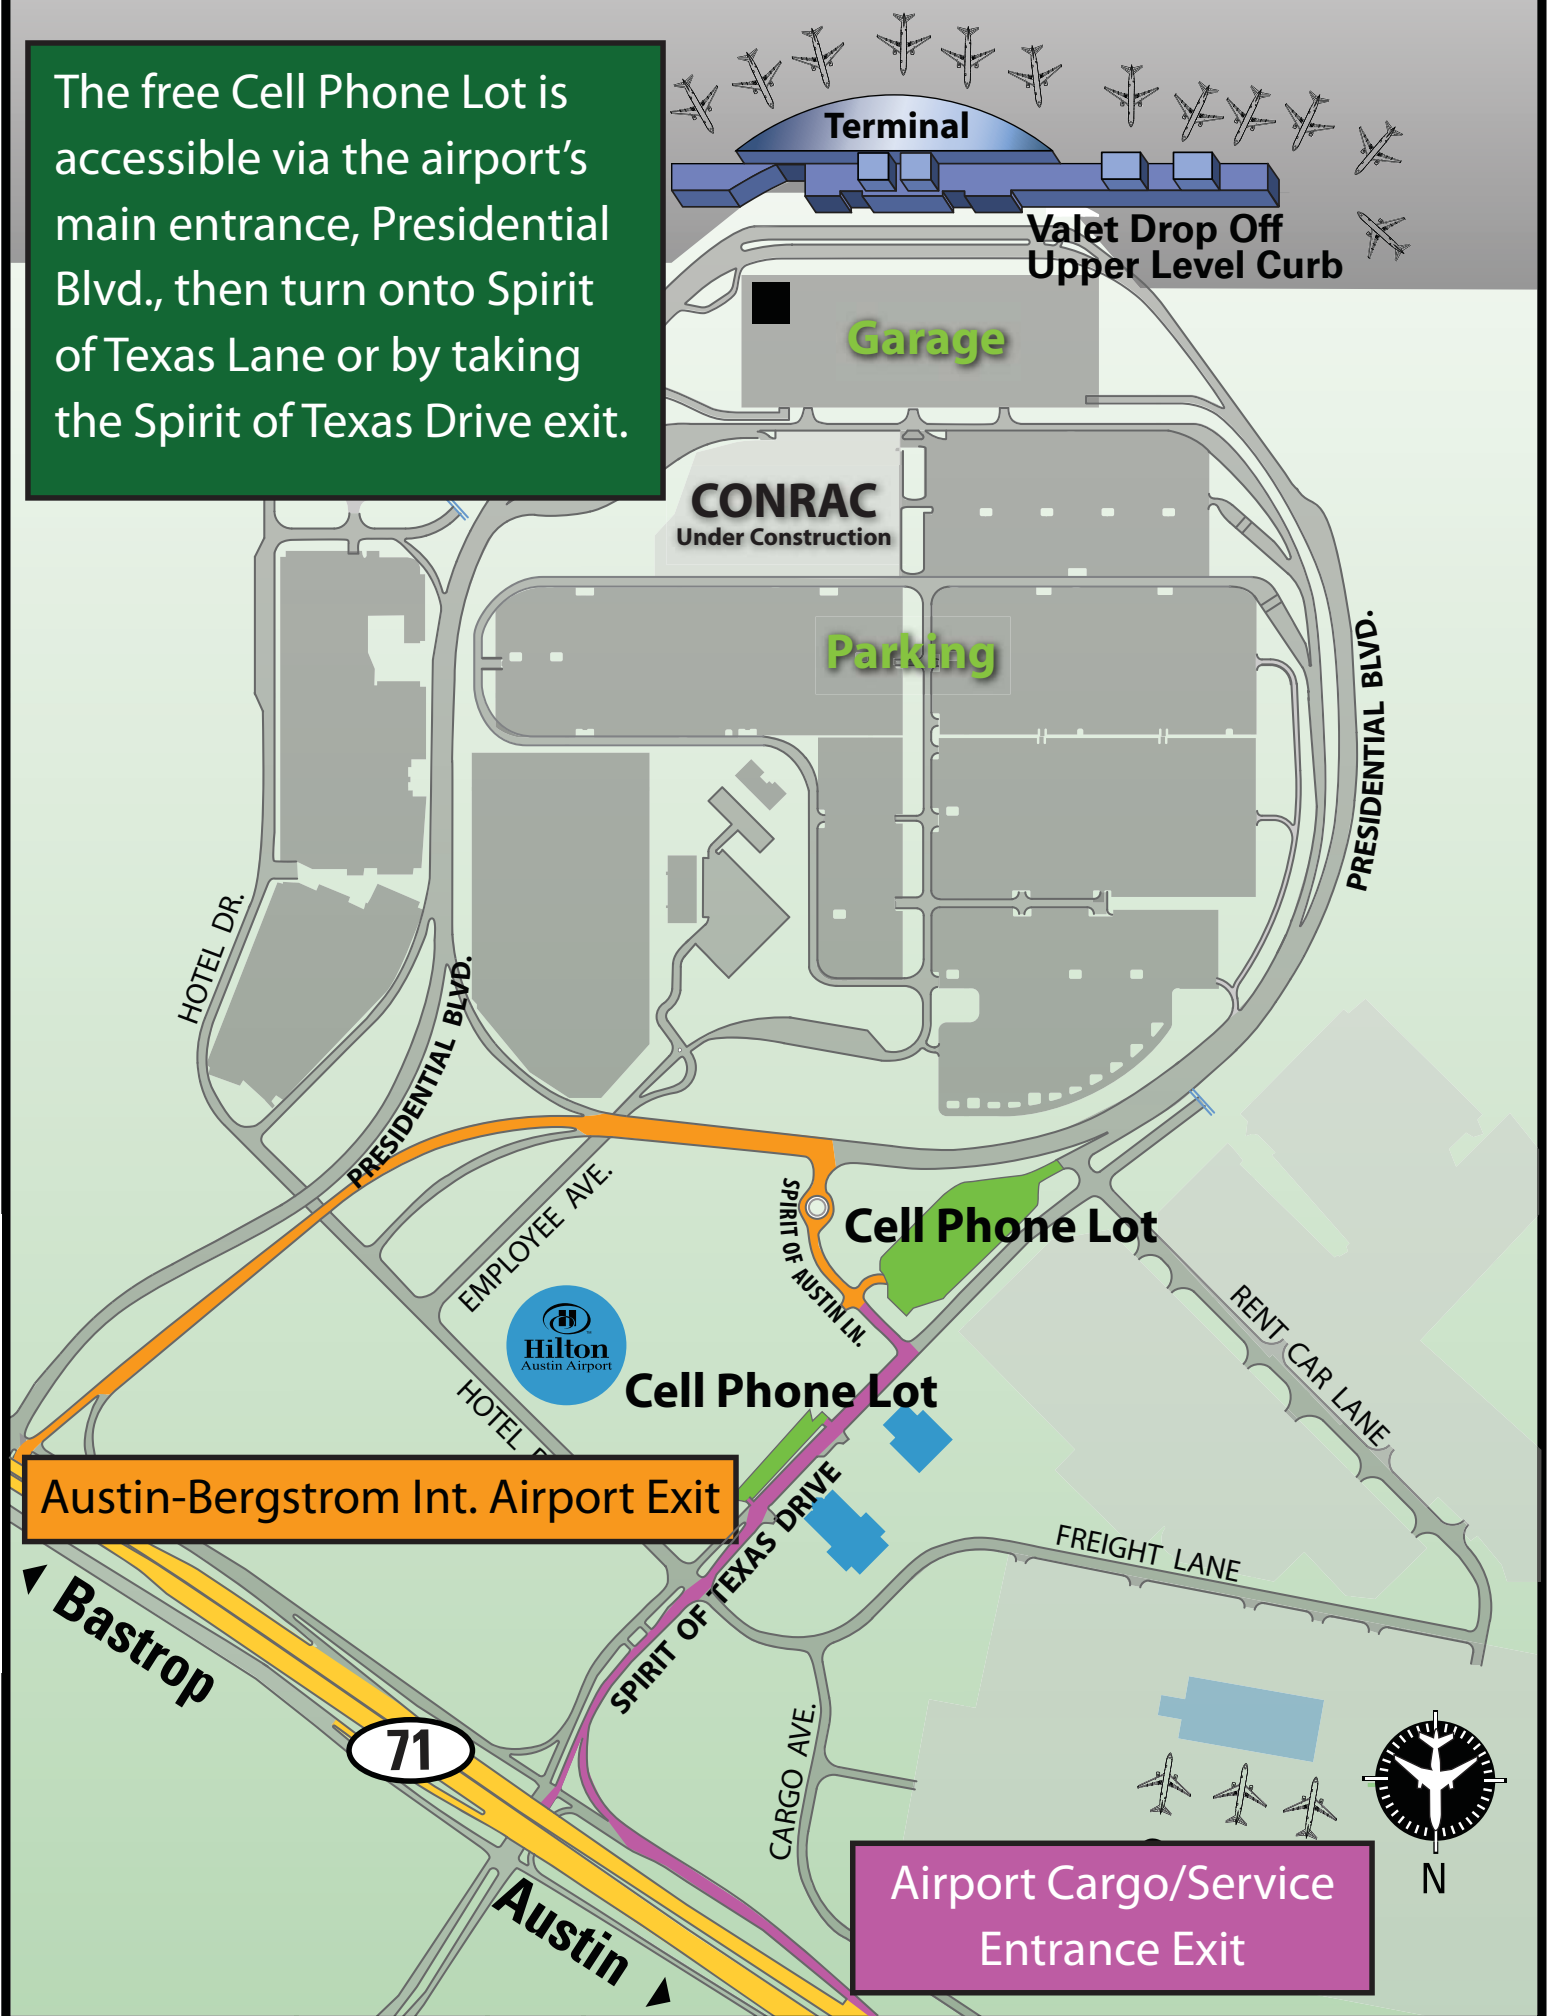 The free Cell Phone Lot is
accessible via the airport’s
main entrance, Presidential
Blvd., then turn onto Spirit
of Texas Lane or by taking
the Spirit of Texas Drive exit.
Terminal
Valet Drop Off
Upper Level Curb
Garage
CONRAC
Under Construction
Parking
PRESIDENTIAL BLVD.
HOTEL DR.
PRESIDENTIAL BLVD.
EMPLOYEE AVE.
SPIRIT OF AUSTIN LN.
Cell Phone Lot
RENT CAR LANE
Hilton
Austin Airport
Cell Phone Lot
HOTEL
Austin-Bergstrom Int. Airport Exit
SPIRIT OF TEXAS DRIVE
FREIGHT LANE
Bastrop
71
CARGO AVE.
Austin
Airport Cargo/Service
Entrance Exit
N